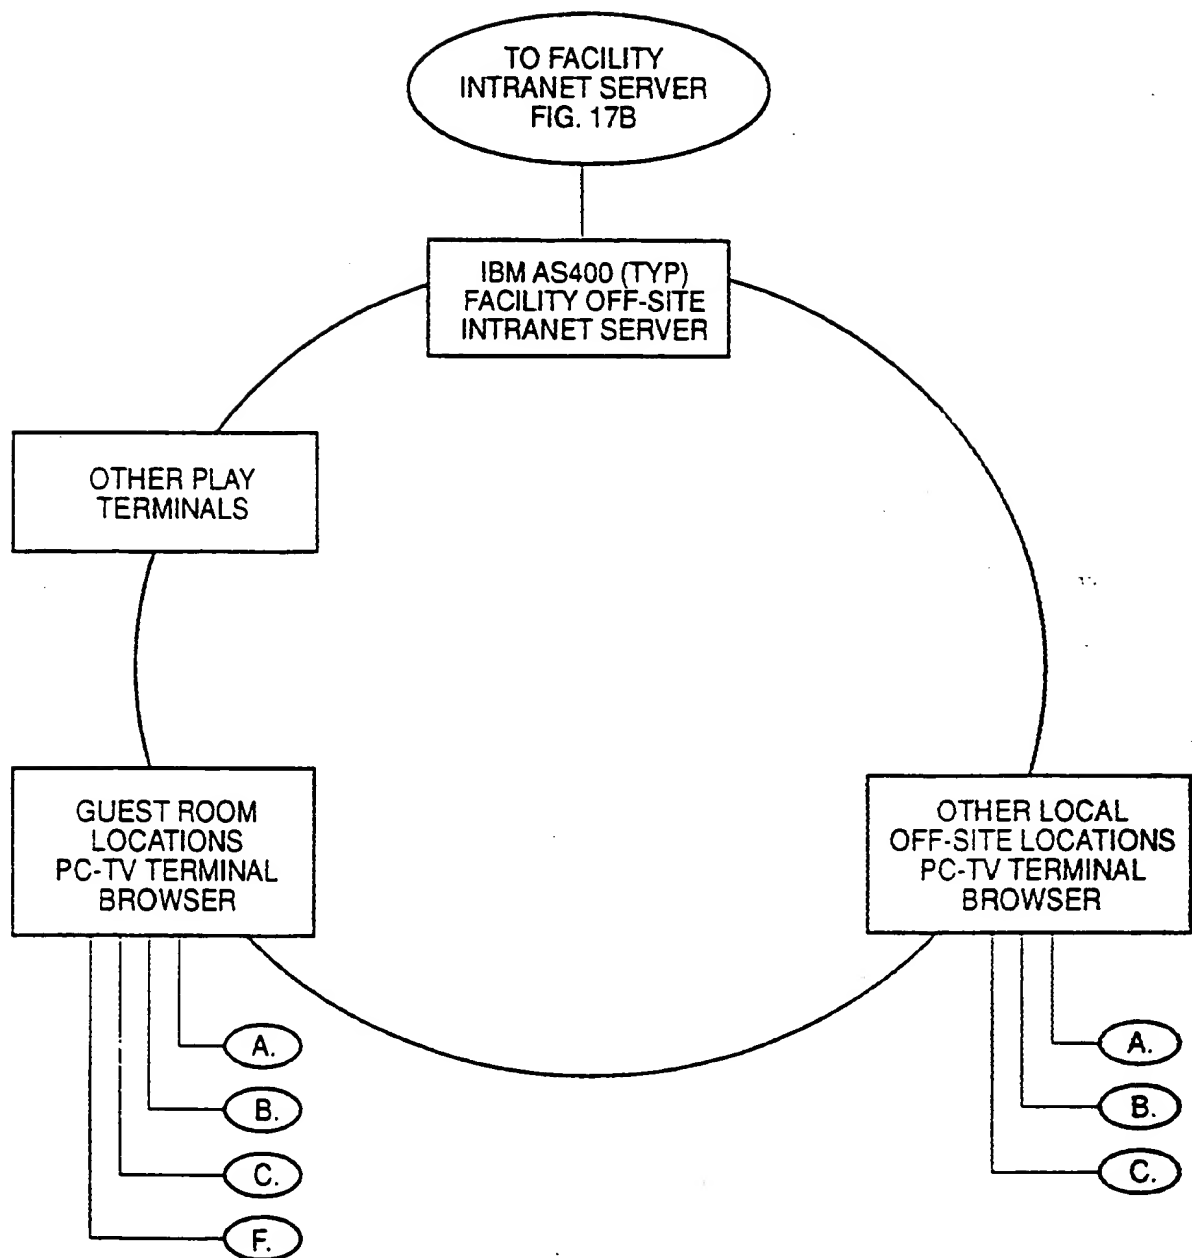 TO FACILITY
INTRANET SERVER
FIG. 17B
IBM AS400 (TYP)
FACILITY OFF-SITE
INTRANET SERVER
OTHER PLAY
TERMINALS
GUEST ROOM
LOCATIONS
PC-TV TERMINAL
BROWSER
OTHER LOCAL
OFF-SITE LOCATIONS
PC-TV TERMINAL
BROWSER
A.
B.
C.
F.
A.
B.
C.